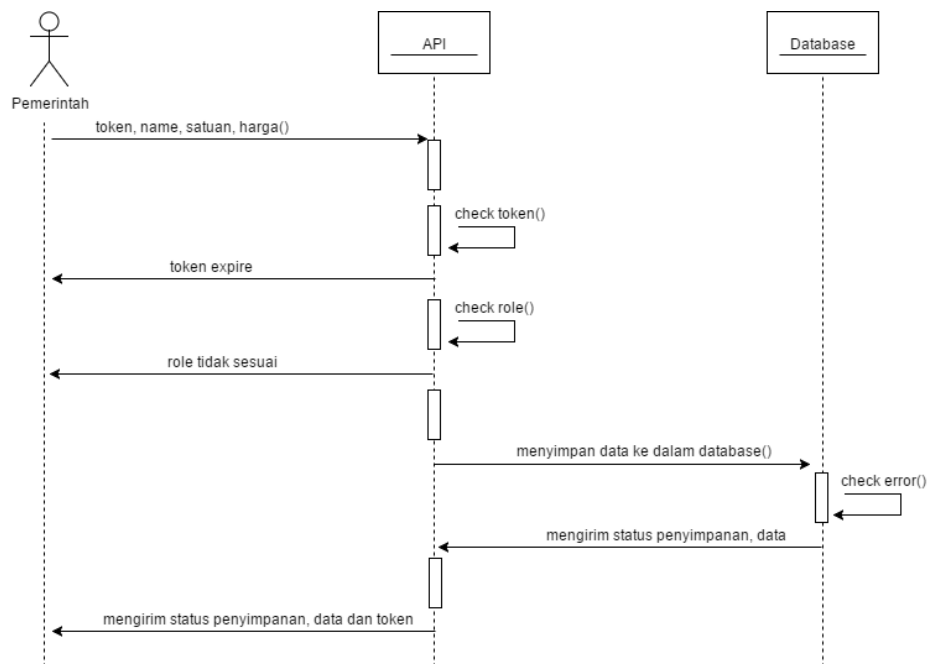 API
Database
Pemerintah
token, name, satuan, harga()
check token()
token expire
check role()
role tidak sesuai
menyimpan data ke dalam database()
check error()
mengirim status penyimpanan, data
mengirim status penyimpanan, data dan token